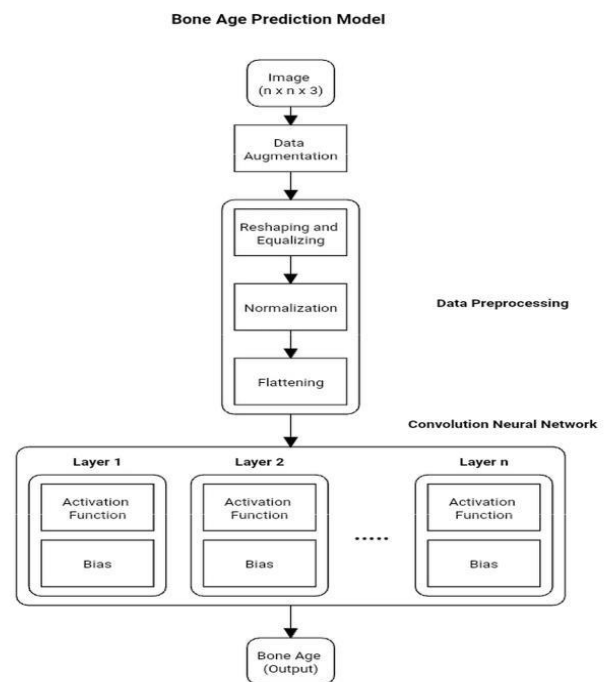 Bone Age Prediction Model
Image
(n x n x 3)
Data
Augmentation
Reshaping and
Equalizing
Normalization
Data Preprocessing
Flattening
Convolution Neural Network
Layer 1
Layer 2
Layer n
Activation
Function
Activation
Function
Activation
Function
Bias
Bias
.....
Bias
Bone Age
(Output)